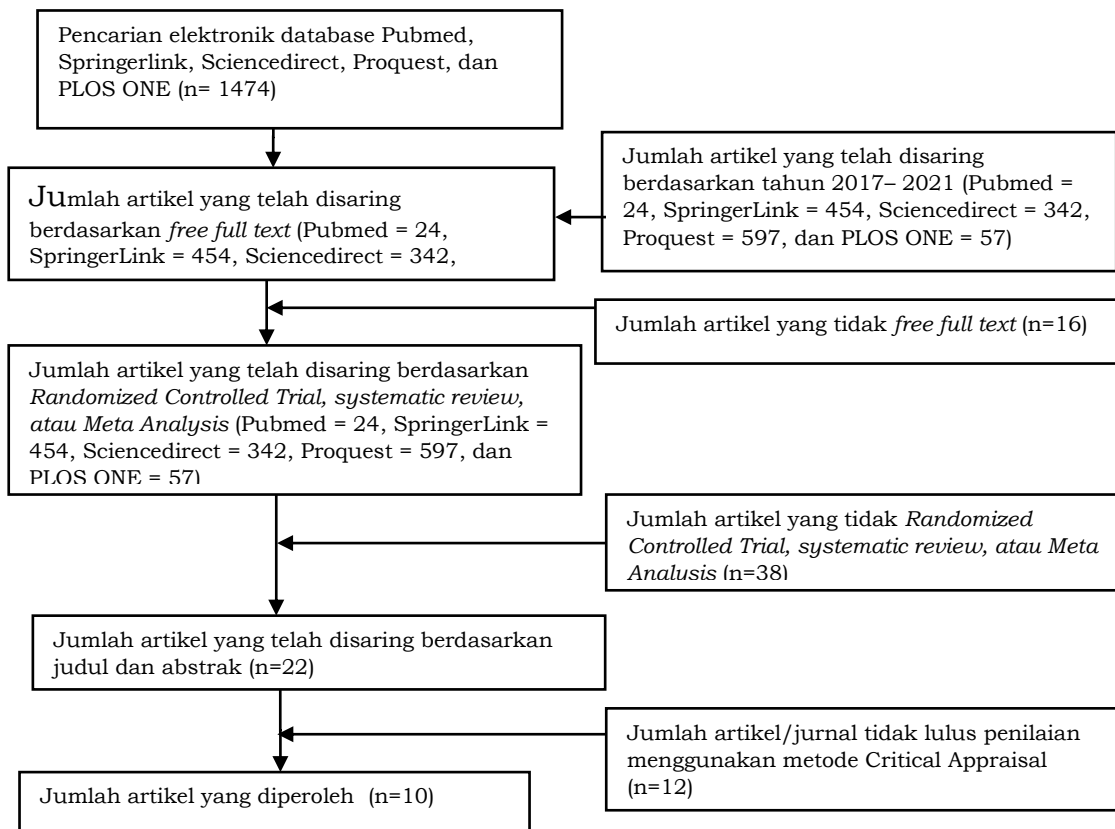 Pencarian elektronik database Pubmed,
Springerlink, Sciencedirect, Proquest, dan
PLOS ONE (n= 1474)
Jumlah artikel yang telah disaring
berdasarkan tahun 2017– 2021 (Pubmed =
24, SpringerLink = 454, Sciencedirect = 342,
Proquest = 597, dan PLOS ONE = 57)
Jumlah artikel yang telah disaring
berdasarkan free full text (Pubmed = 24,
SpringerLink = 454, Sciencedirect = 342,
Jumlah artikel yang tidak free full text (n=16)
Jumlah artikel yang telah disaring berdasarkan
Randomized Controlled Trial, systematic review,
atau Meta Analysis (Pubmed = 24, SpringerLink =
454, Sciencedirect = 342, Proquest = 597, dan
PLOS ONE = 57)
Jumlah artikel yang tidak Randomized
Controlled Trial, systematic review, atau Meta
Analysis (n=38)
Jumlah artikel yang telah disaring berdasarkan
judul dan abstrak (n=22)
Jumlah artikel/jurnal tidak lulus penilaian
menggunakan metode Critical Appraisal
(n=12)
Jumlah artikel yang diperoleh (n=10)